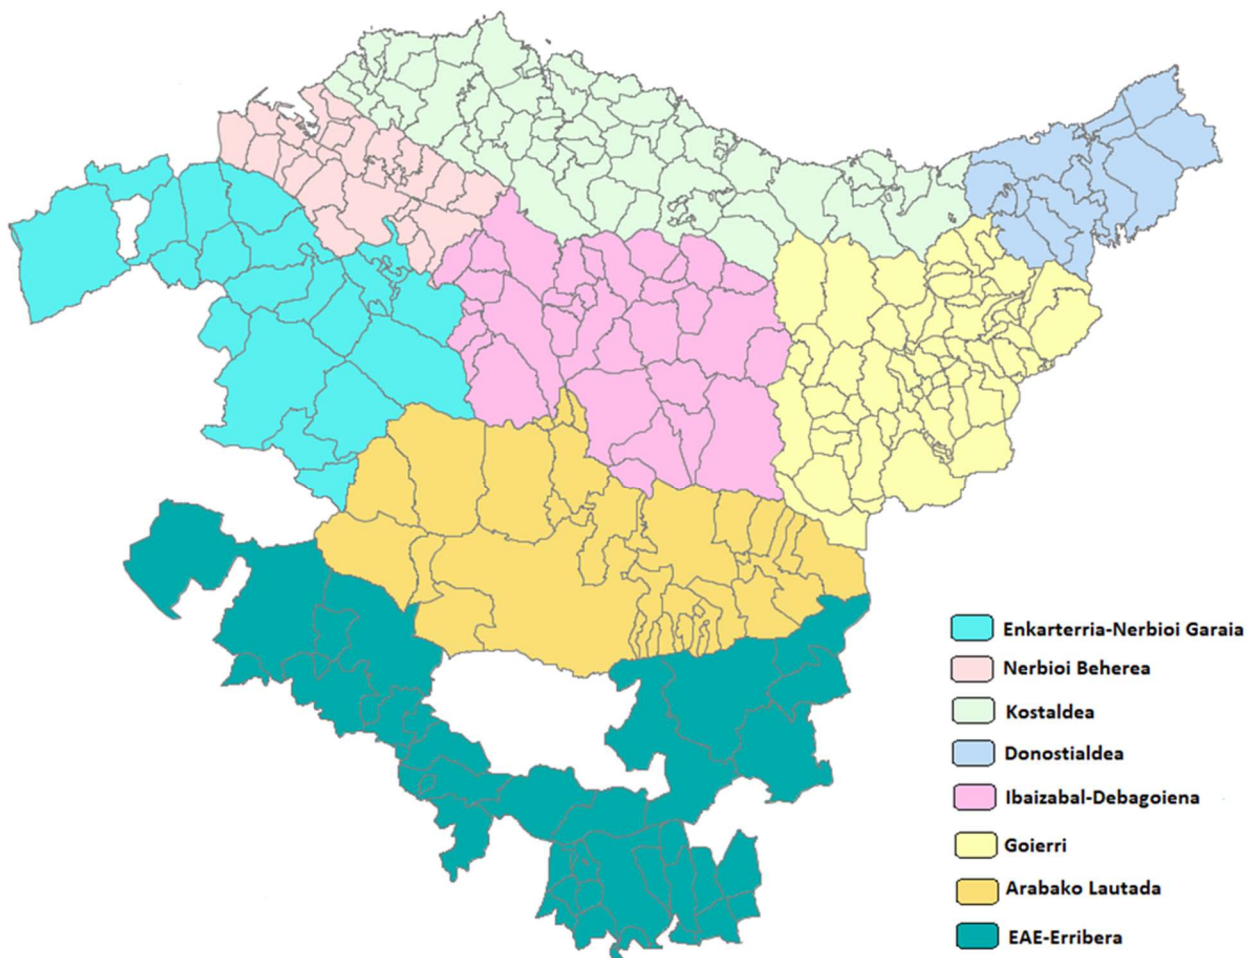 Enkarterria-Nerbioi Garaia
Nerbioi Beherea
Kostaldea
Donostialdea
Ibaizabal-Debagoiena
Goierri
Arabako Lautada
EAE-Erribera